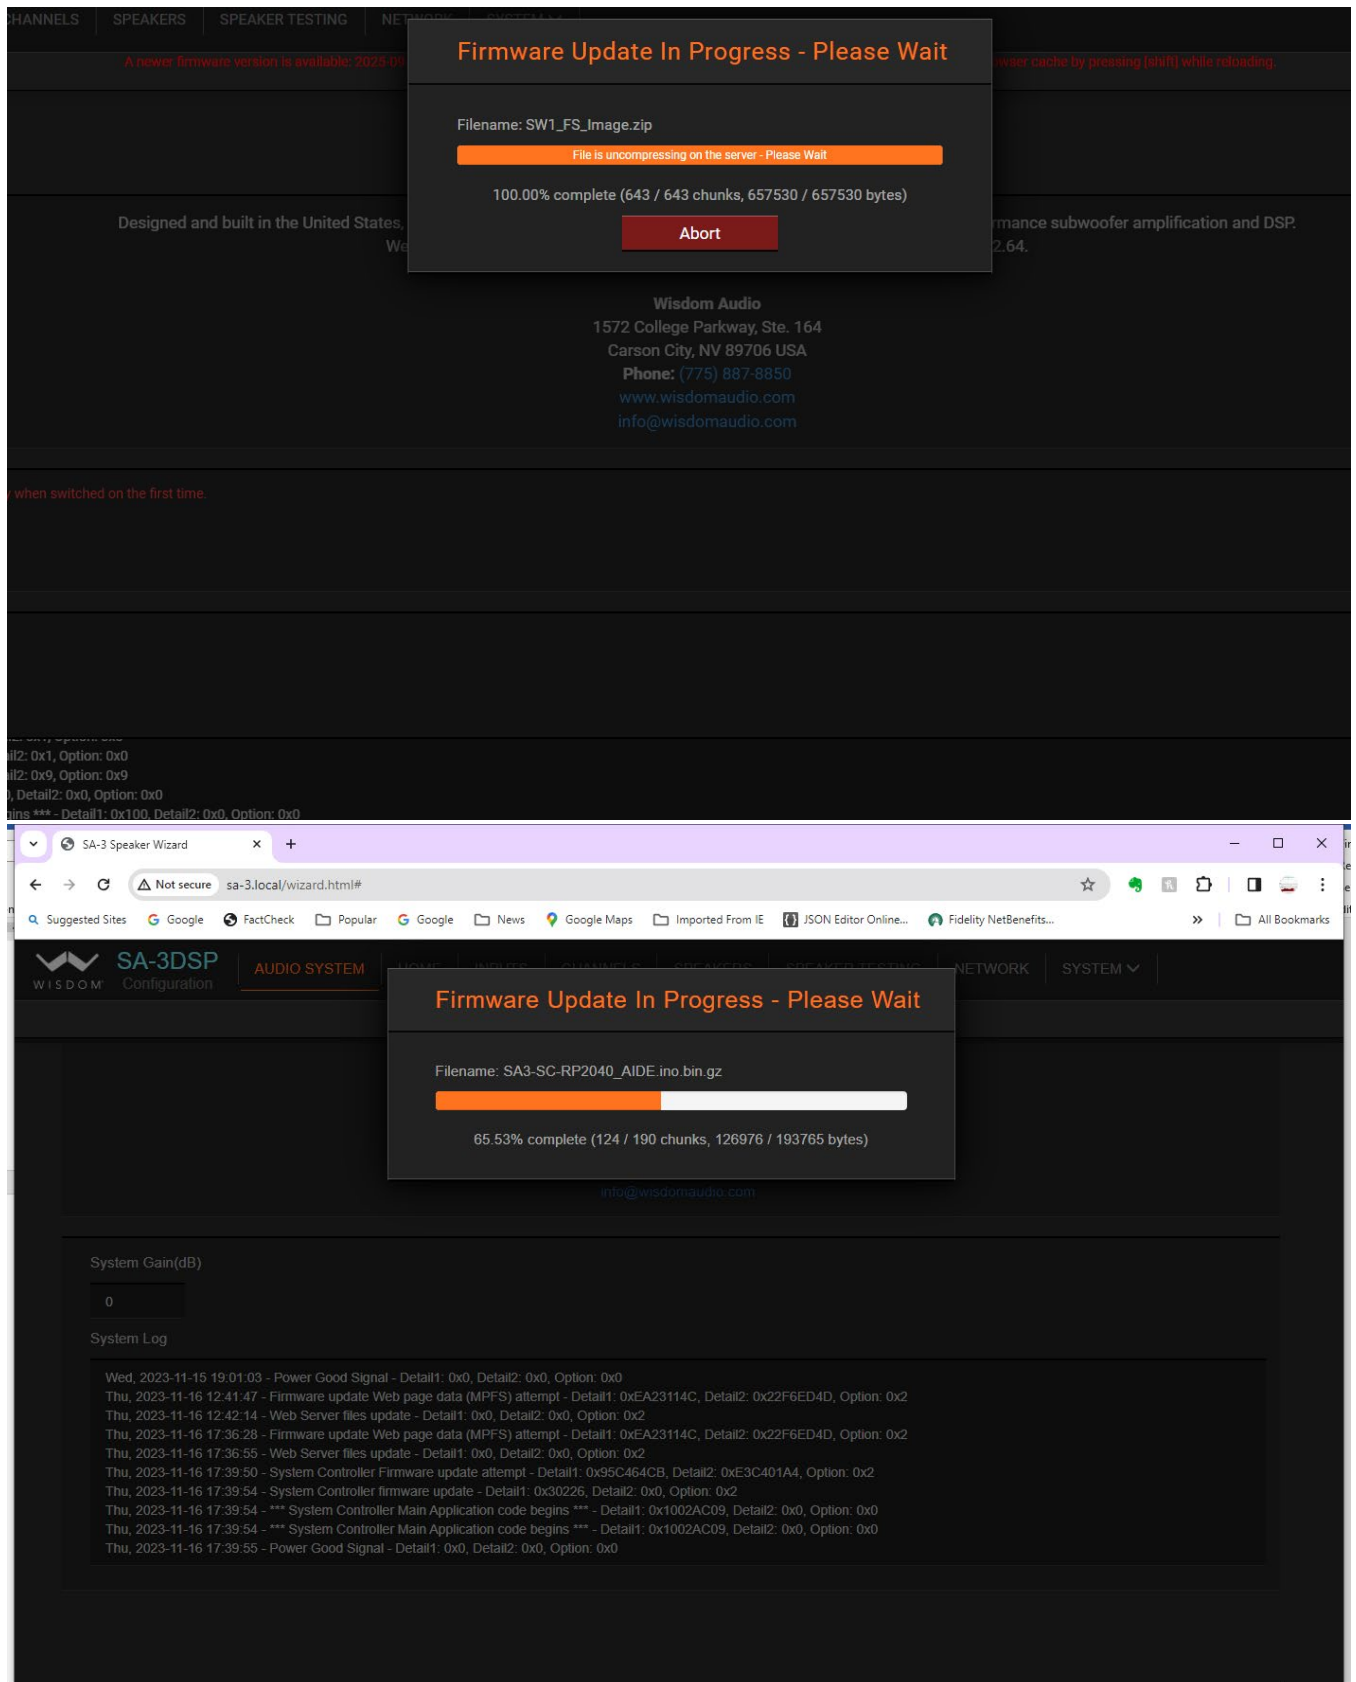 CHANNELS SPEAKERS SPEAKER TESTING
Firmware Update In Progress - Please Wait
A newer firmware version is available: 2025-09
cache by pressing [shift] while reloading.
Filename: SW1_FS_Image.zip
File is uncompressing on the server - Please Wait
100.00% complete (643 / 643 chunks, 657530 / 657530 bytes)
Abort
Designed and built in the United States,
mance subwoofer amplification and DSP.
We
2.64.
Wisdom Audio
1572 College Parkway, Ste. 164
Carson City, NV 89706 USA
Phone: (775) 887-8850
www.wisdomaudio.com
info@wisdomaudio.com
when switched on the first time.
ail2: 0x1, Option: 0x0
ail2: 0x9, Option: 0x9
, Detail2: 0x0, Option: 0x0
gins *** - Detail1: 0x100, Detail2: 0x0, Option: 0x0
SA-3 Speaker Wizard
Not secure sa-3.local/wizard.html#
Suggested Sites Google FactCheck Popular Google News Google Maps Imported From IE JSON Editor Online... Fidelity NetBenefits... » All Bookmarks
WISDOM SA-3DSP Configuration AUDIO SYSTEM NETWORK SYSTEM
Firmware Update In Progress - Please Wait
Filename: SA3-SC-RP2040_AIDE.ino.bin.gz
65.53% complete (124 / 190 chunks, 126976 / 193765 bytes)
info@wisdomaudio.com
System Gain(dB)
0
System Log
Wed, 2023-11-15 19:01:03 - Power Good Signal - Detail1: 0x0, Detail2: 0x0, Option: 0x0
Thu, 2023-11-16 12:41:47 - Firmware update Web page data (MPFS) attempt - Detail1: 0xEA23114C, Detail2: 0x22F6ED4D, Option: 0x2
Thu, 2023-11-16 12:42:14 - Web Server files update - Detail1: 0x0, Detail2: 0x0, Option: 0x2
Thu, 2023-11-16 17:36:28 - Firmware update Web page data (MPFS) attempt - Detail1: 0xEA23114C, Detail2: 0x22F6ED4D, Option: 0x2
Thu, 2023-11-16 17:36:55 - Web Server files update - Detail1: 0x0, Detail2: 0x0, Option: 0x2
Thu, 2023-11-16 17:39:50 - System Controller Firmware update attempt - Detail1: 0x95C464CB, Detail2: 0xE3C401A4, Option: 0x2
Thu, 2023-11-16 17:39:54 - System Controller firmware update - Detail1: 0x30226, Detail2: 0x0, Option: 0x2
Thu, 2023-11-16 17:39:54 - *** System Controller Main Application code begins *** - Detail1: 0x1002AC09, Detail2: 0x0, Option: 0x0
Thu, 2023-11-16 17:39:54 - *** System Controller Main Application code begins *** - Detail1: 0x1002AC09, Detail2: 0x0, Option: 0x0
Thu, 2023-11-16 17:39:55 - Power Good Signal - Detail1: 0x0, Detail2: 0x0, Option: 0x0